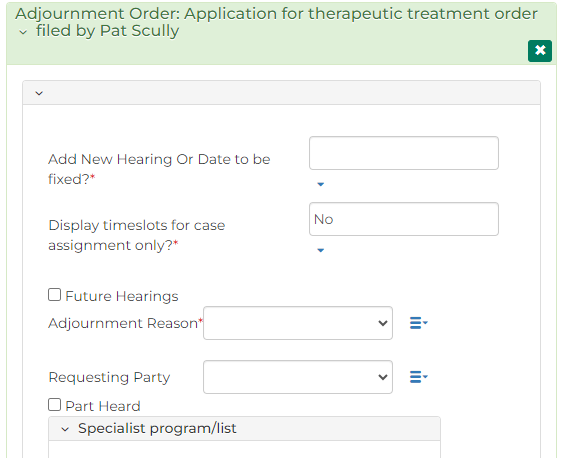 Adjournment Order: Application for therapeutic treatment order
filed by Pat Scully
Add New Hearing Or Date to be
fixed?*
Display timeslots for case
assignment only?*
No
Future Hearings
Adjournment Reason*
Requesting Party
Part Heard
Specialist program/list